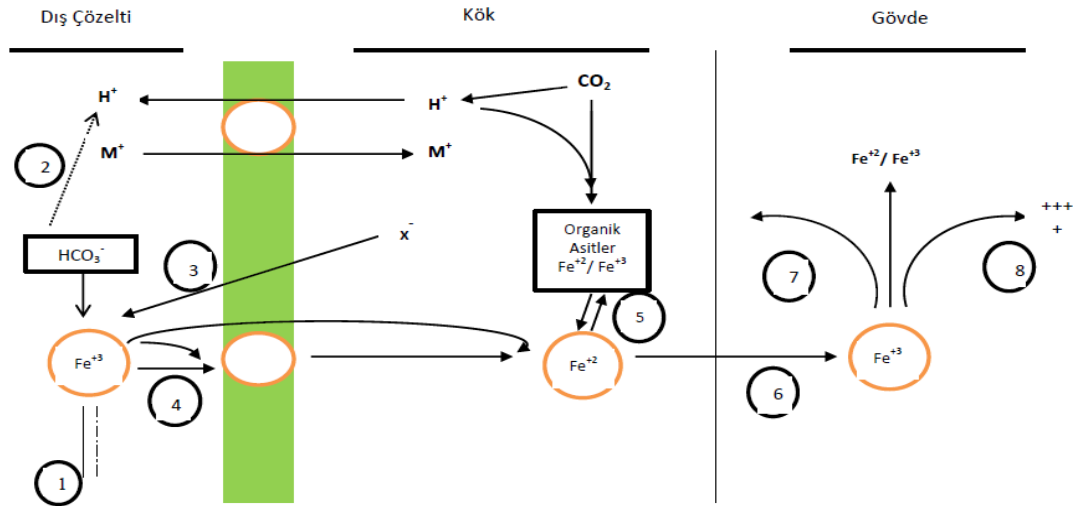 Dış Çözelti
Kök
Gövde
CO₂
H⁺
H⁺
M⁺
M⁺
2
Fe⁺²/ Fe⁺³
+++
+
Organik
Asitler
Fe⁺²/ Fe⁺³
x⁻
HCO₃⁻
3
7
8
5
Fe⁺³
Fe⁺²
Fe⁺³
4
6
1